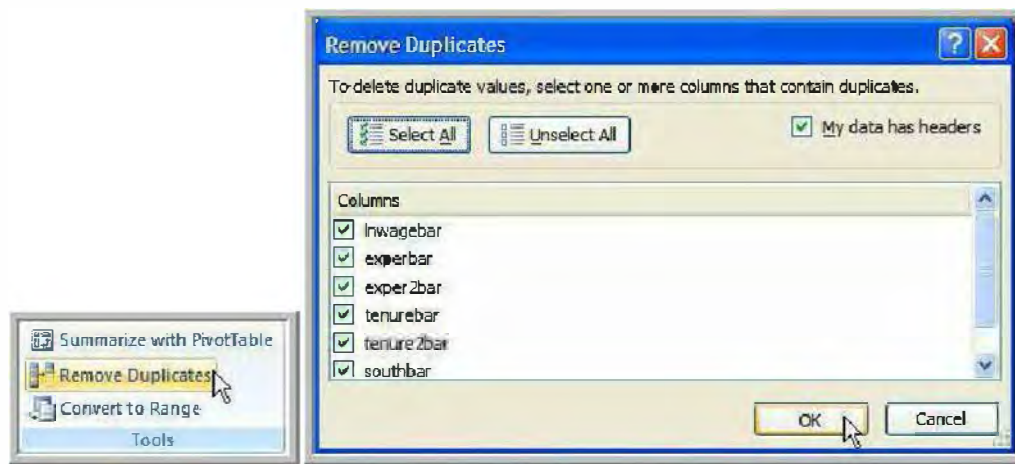 Summarize with PivotTable
Remove Duplicates
Convert to Range
Tools
Remove Duplicates
To delete duplicate values, select one or more columns that contain duplicates.
Select All
Unselect All
My data has headers
Columns
lnwagebar
experbar
exper2bar
tenurebar
tenure2bar
southbar
OK
Cancel